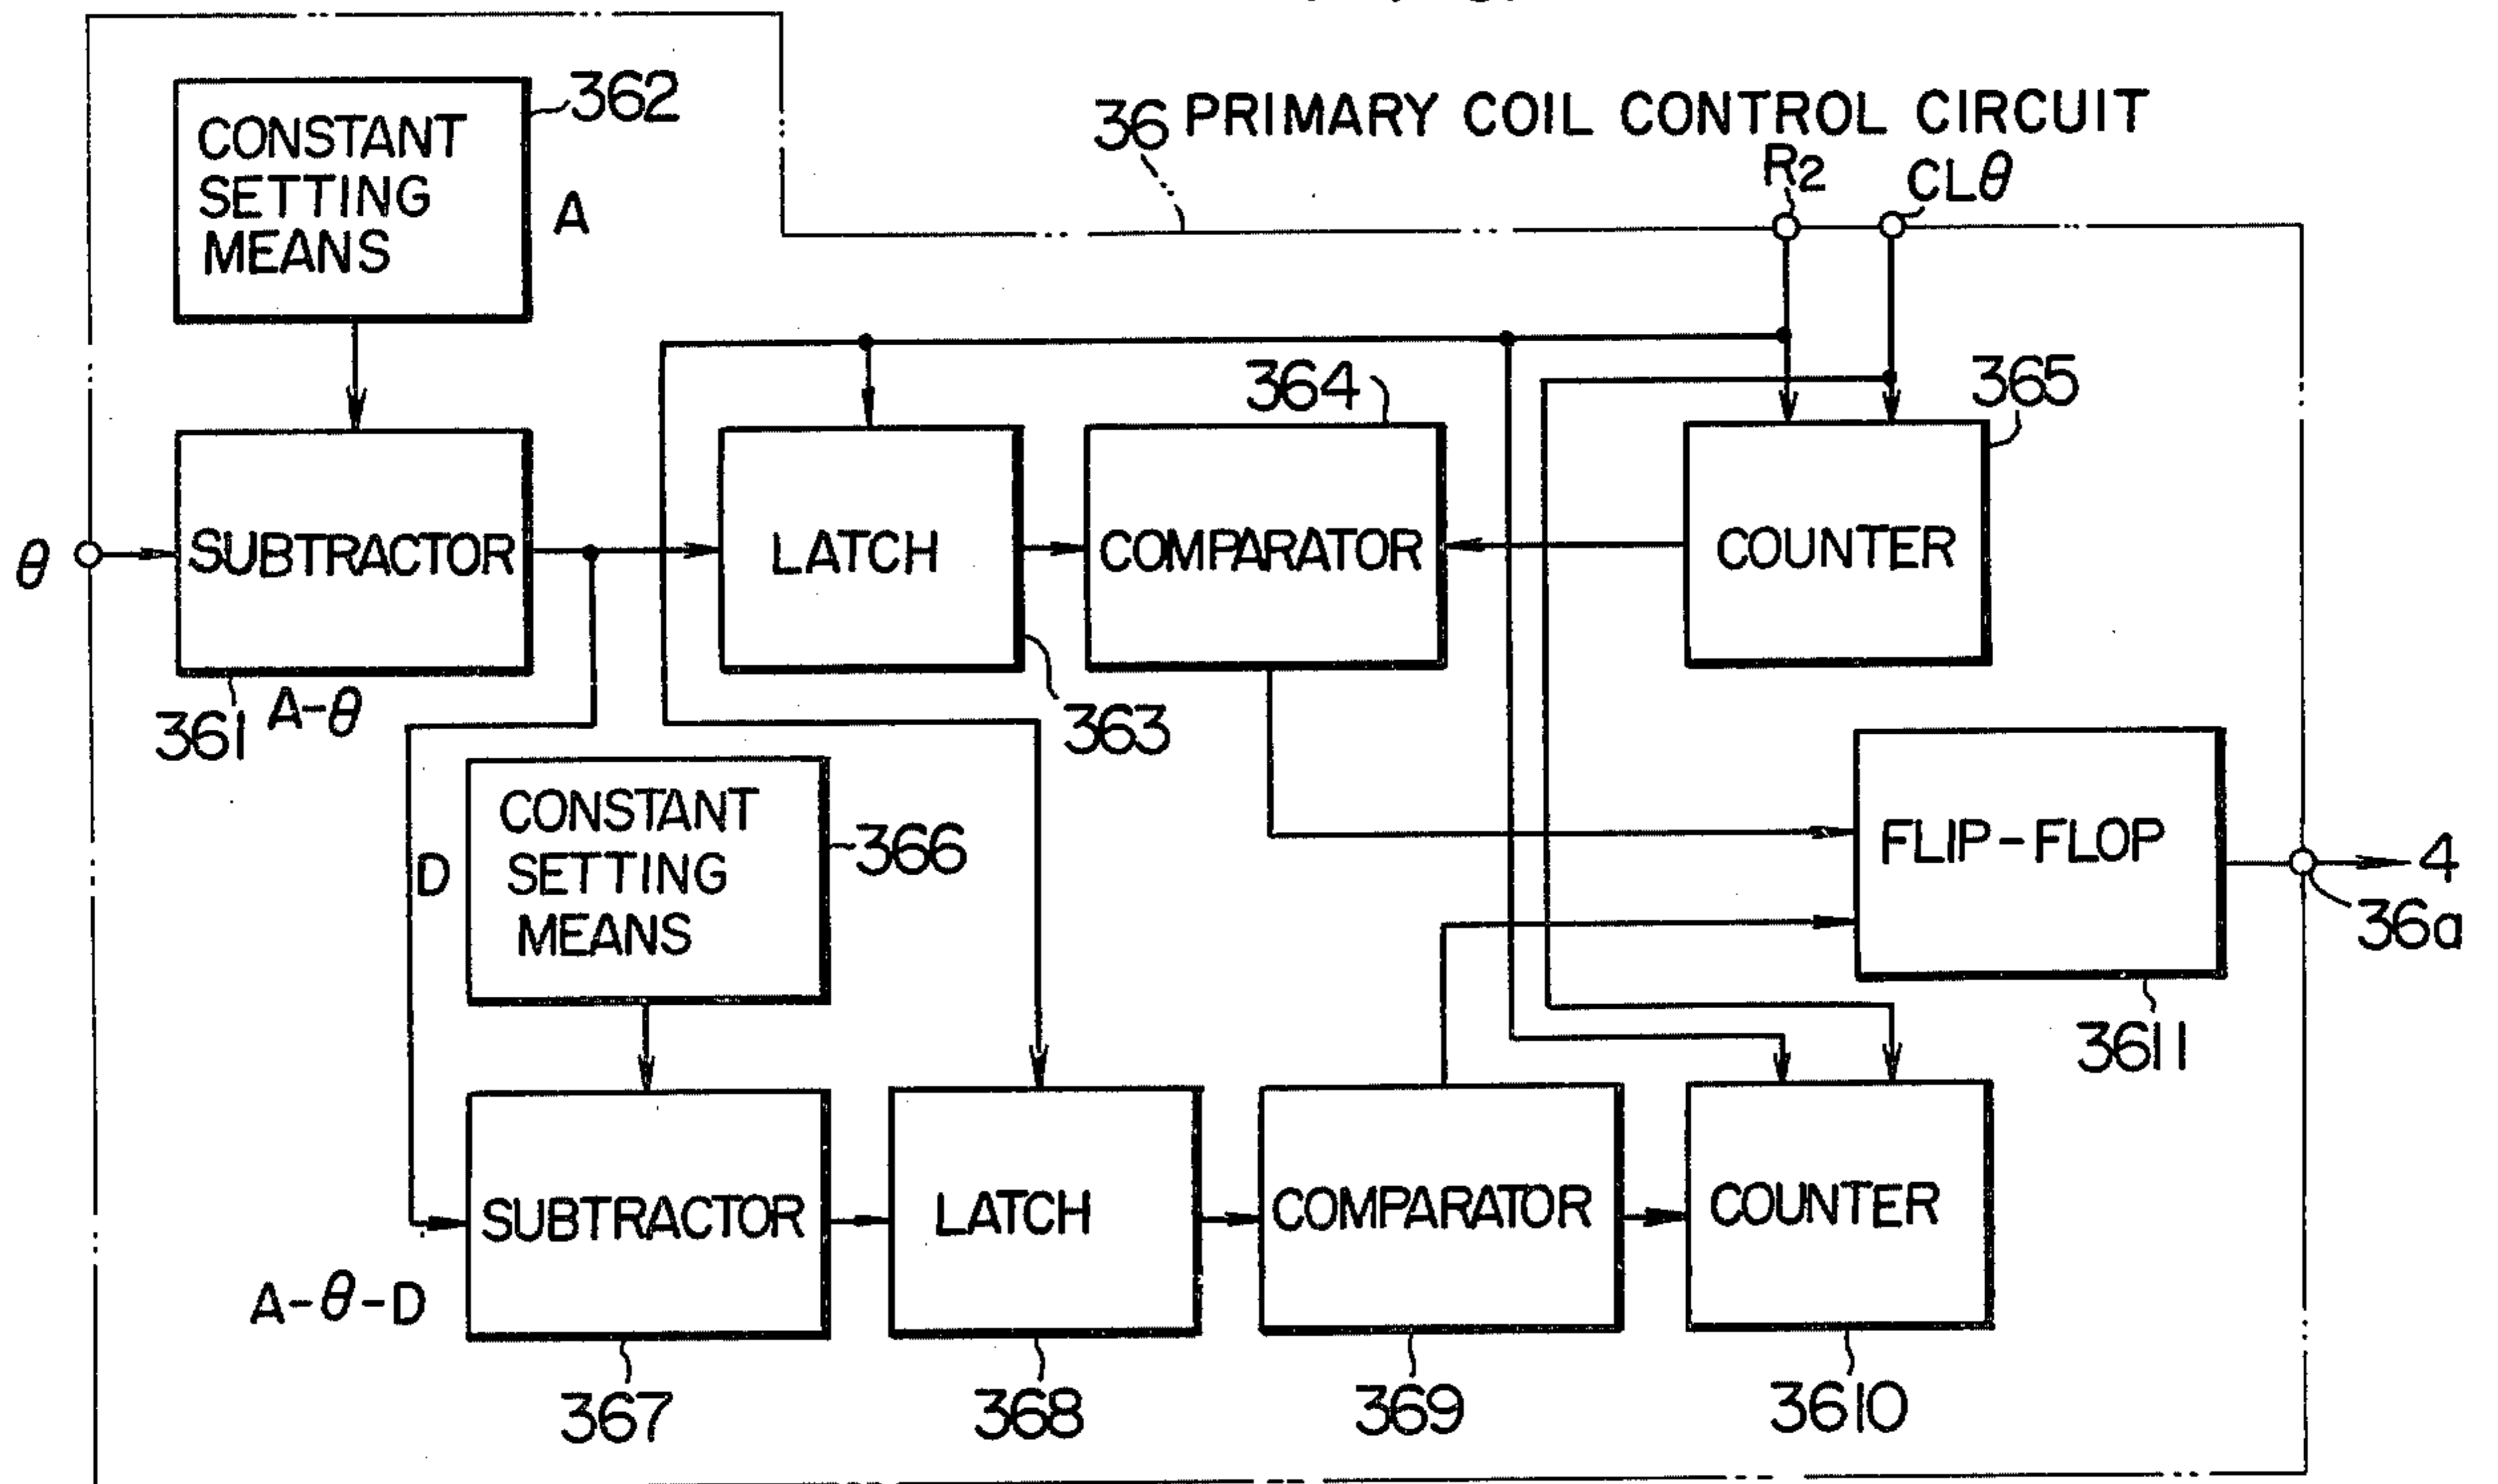 362
CONSTANT
SETTING
MEANS
A
36 PRIMARY COIL CONTROL CIRCUIT
R2
CLθ
364
365
θ
SUBTRACTOR
LATCH
COMPARATOR
COUNTER
361
A-θ
363
CONSTANT
SETTING
MEANS
D
366
FLIP-FLOP
4
36a
3611
SUBTRACTOR
LATCH
COMPARATOR
COUNTER
A-θ-D
367
368
369
3610